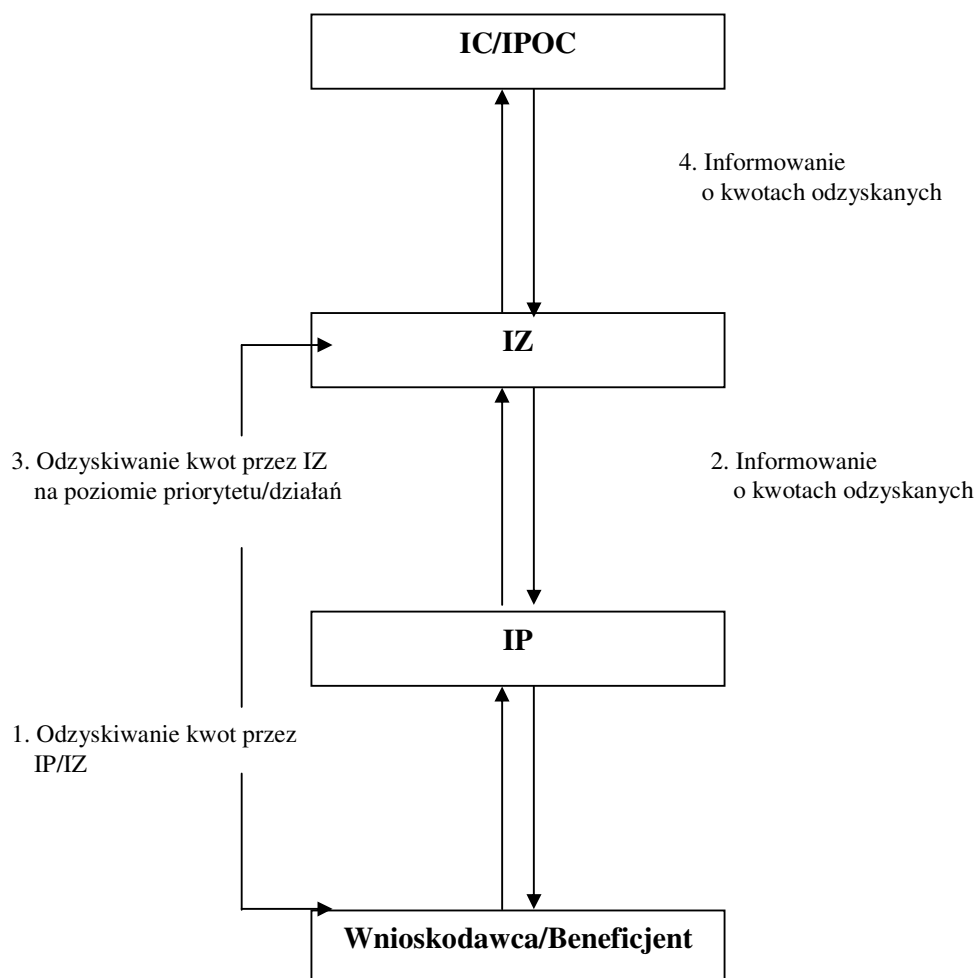 IC/IPOC
4. Informowanie
o kwotach odzyskanych
IZ
3. Odzyskiwanie kwot przez IZ
na poziomie priorytetu/działań
2. Informowanie
o kwotach odzyskanych
IP
1. Odzyskiwanie kwot przez
IP/IZ
Wnioskodawca/Beneficjent